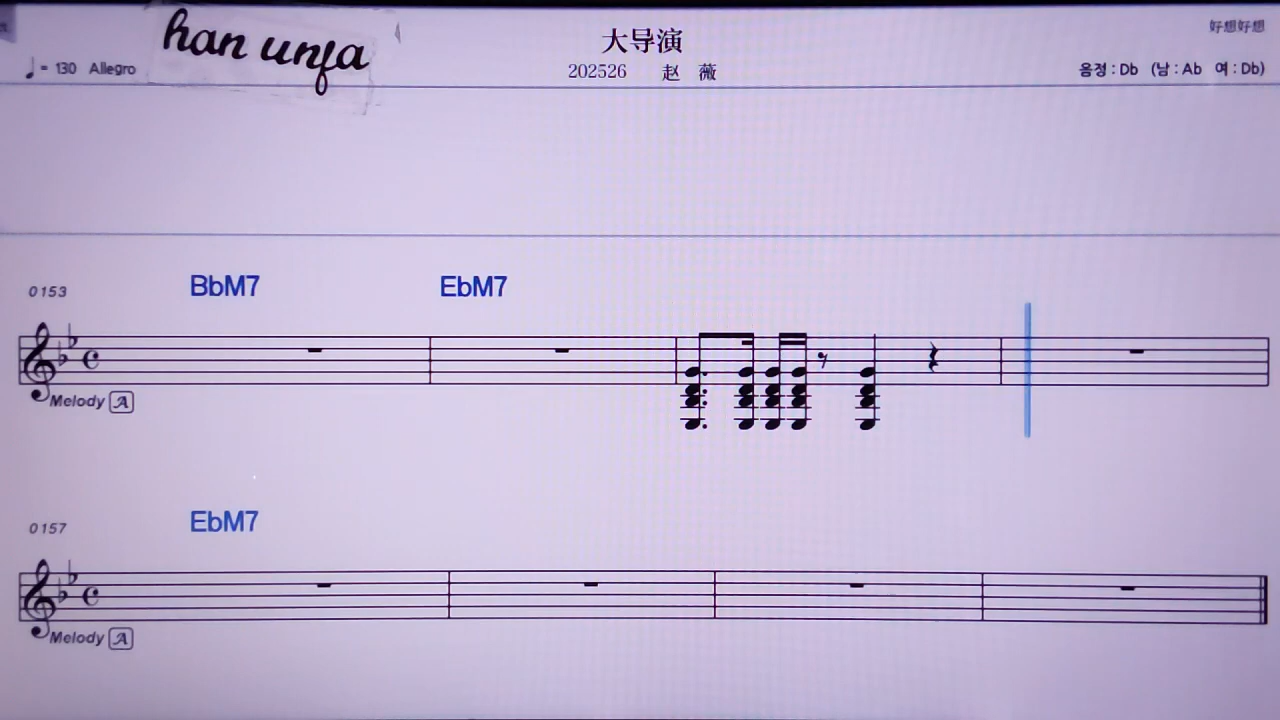 han unfa
大导演
好想好想
♩= 130 Allegro
202526 赵 薇
음정 : Db (남 : Ab 여 : Db)
0153
BbM7 EbM7
Melody A
0157
EbM7
Melody A